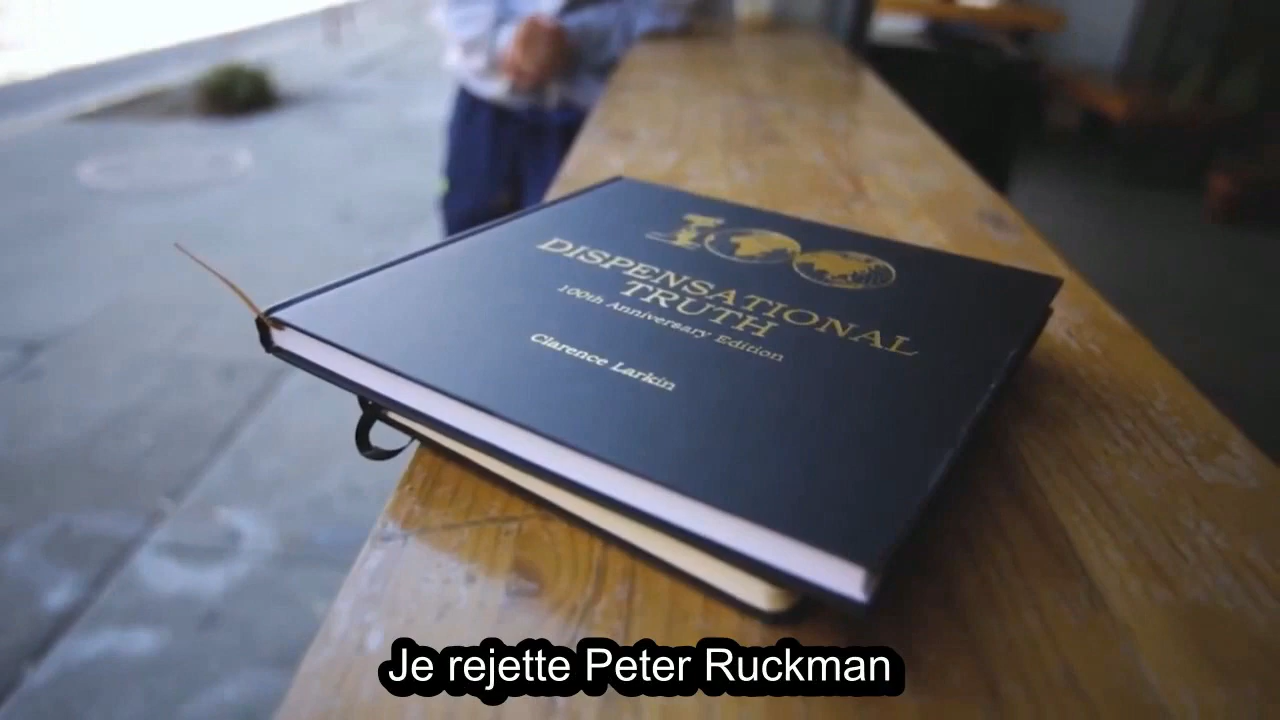 100
DISPENSATIONAL
TRUTH
100th Anniversary Edition
Clarence Larkin
Je rejette Peter Ruckman